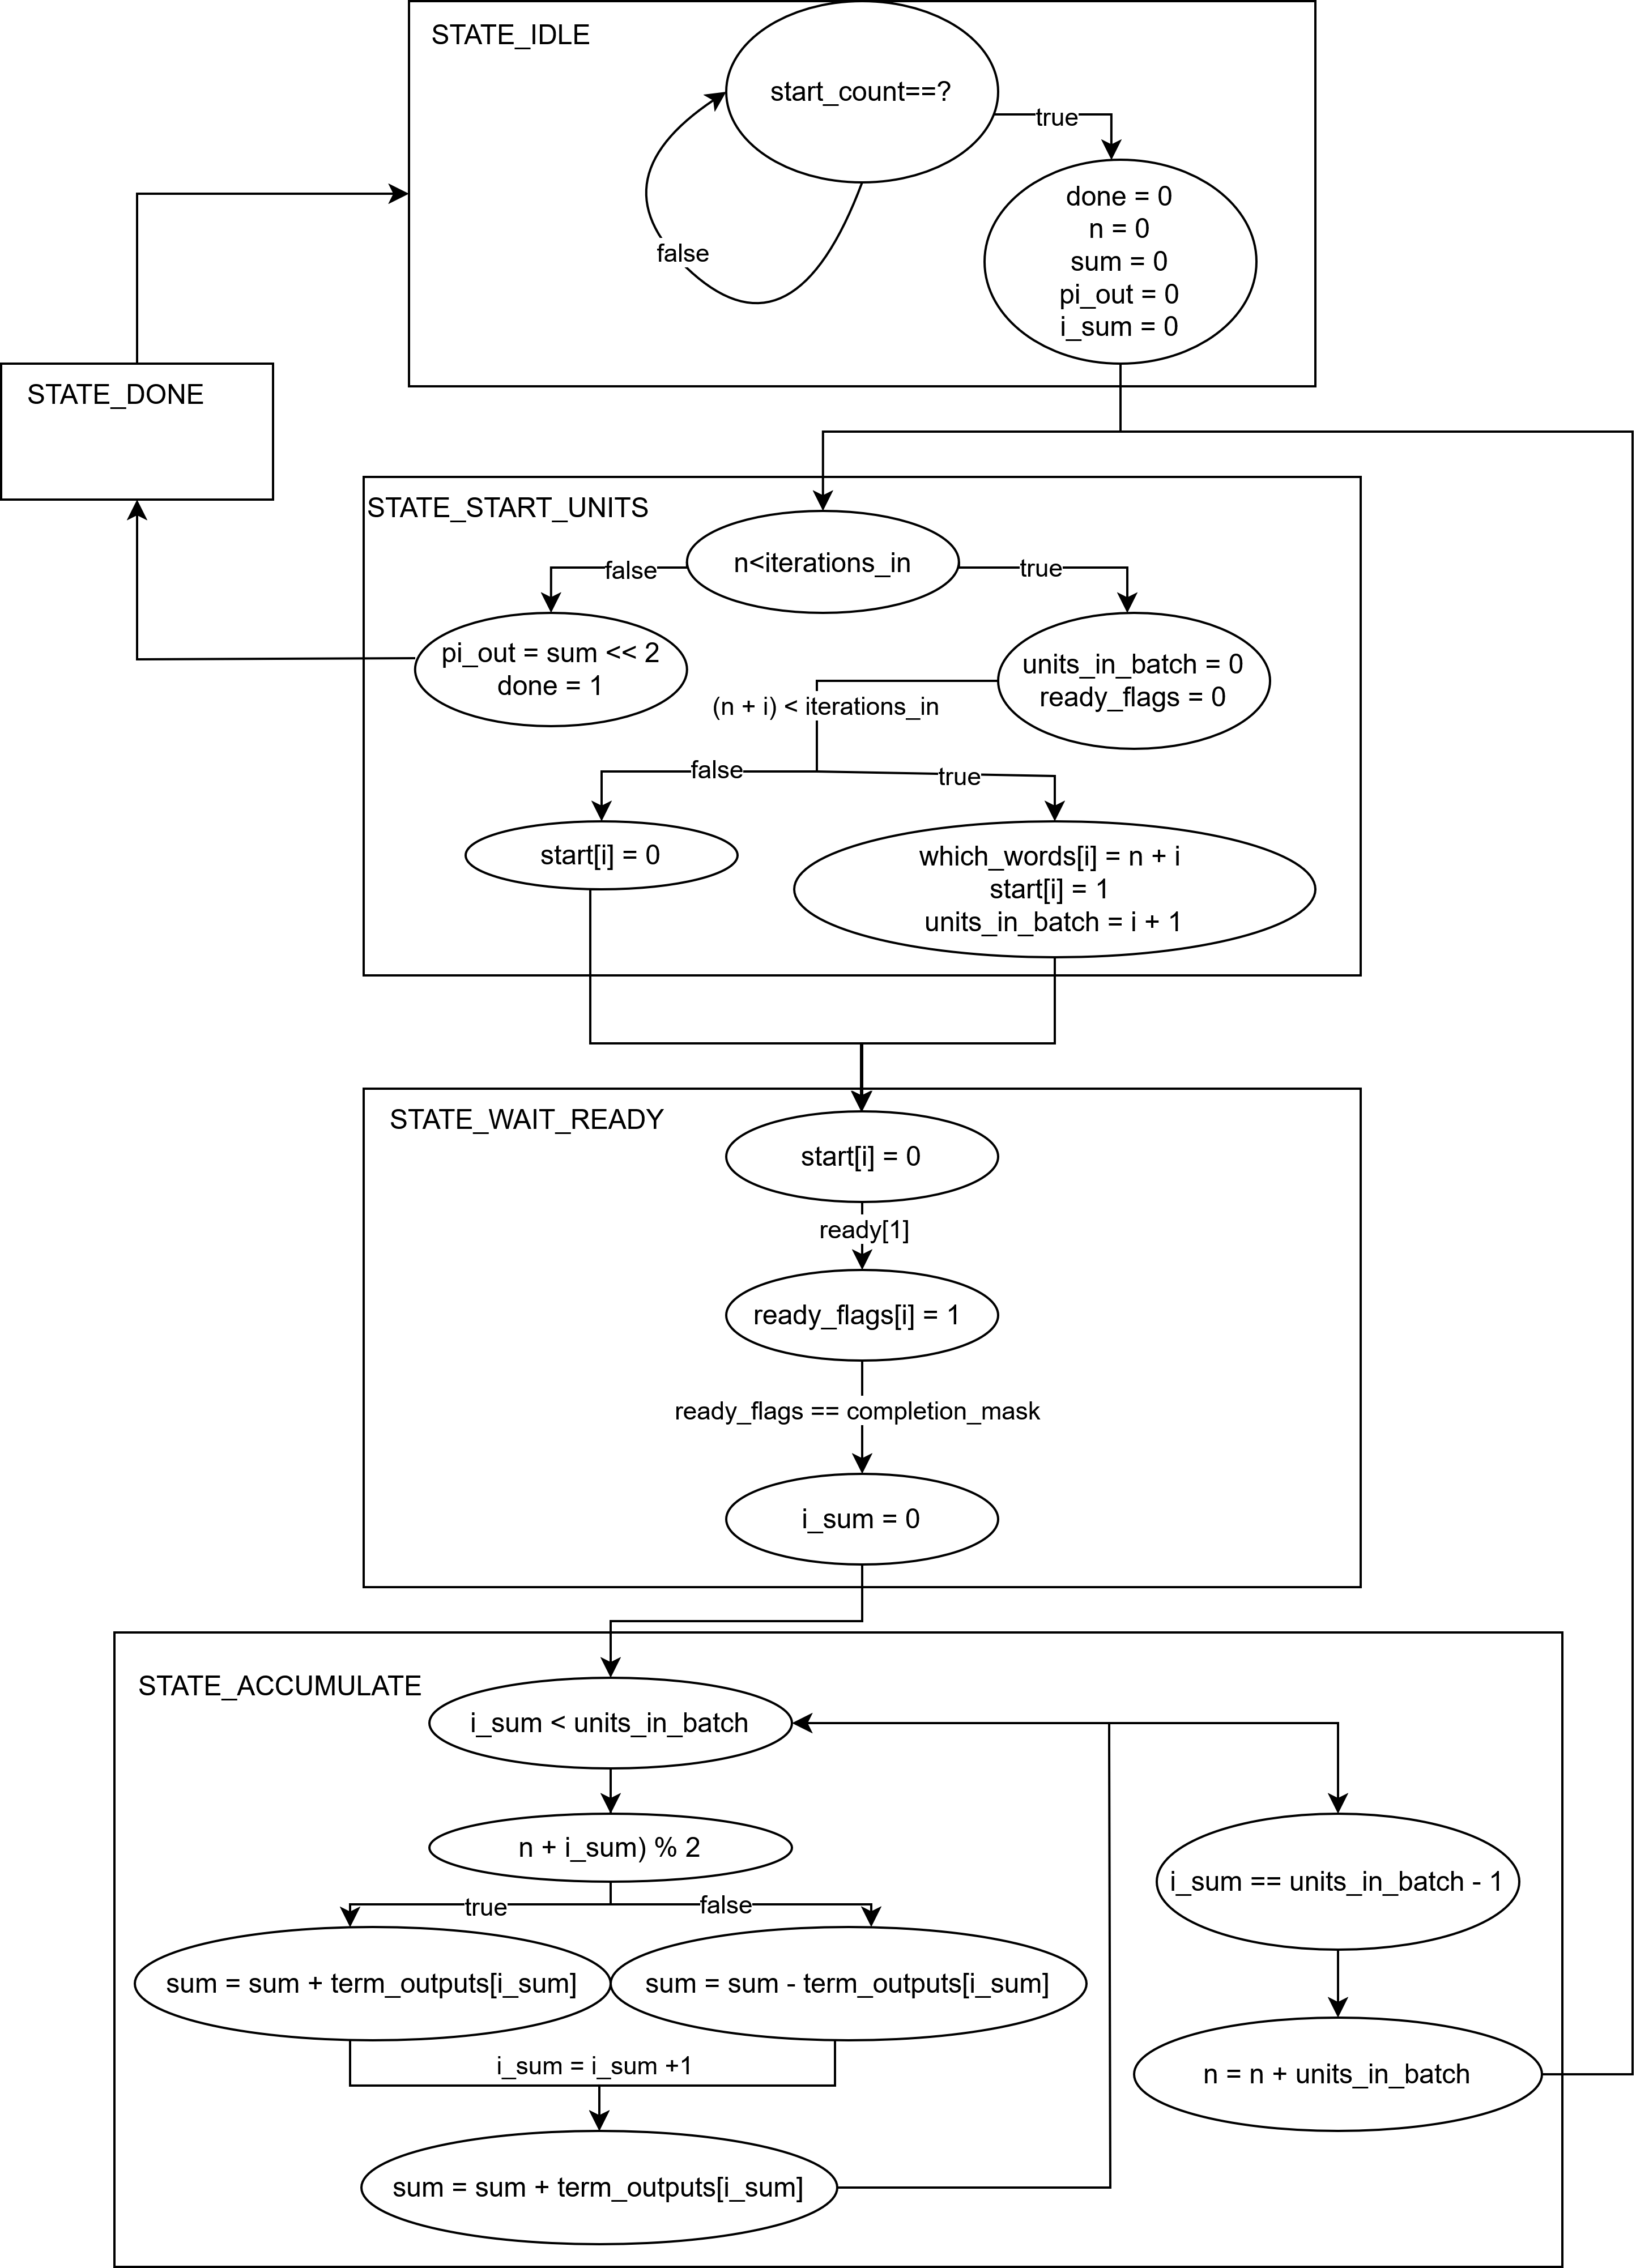 STATE_IDLE
start_count==?
true
done = 0
n = 0
sum = 0
pi_out = 0
i_sum = 0
false
STATE_DONE
STATE_START_UNITS
n<iterations_in
false
true
pi_out = sum << 2
done = 1
units_in_batch = 0
ready_flags = 0
(n + i) < iterations_in
false
true
start[i] = 0
which_words[i] = n + i
start[i] = 1
units_in_batch = i + 1
STATE_WAIT_READY
start[i] = 0
ready[1]
ready_flags[i] = 1
ready_flags == completion_mask
i_sum = 0
STATE_ACCUMULATE
i_sum < units_in_batch
n + i_sum) % 2
i_sum == units_in_batch - 1
true
false
sum = sum + term_outputs[i_sum]
sum = sum - term_outputs[i_sum]
i_sum = i_sum +1
n = n + units_in_batch
sum = sum + term_outputs[i_sum]